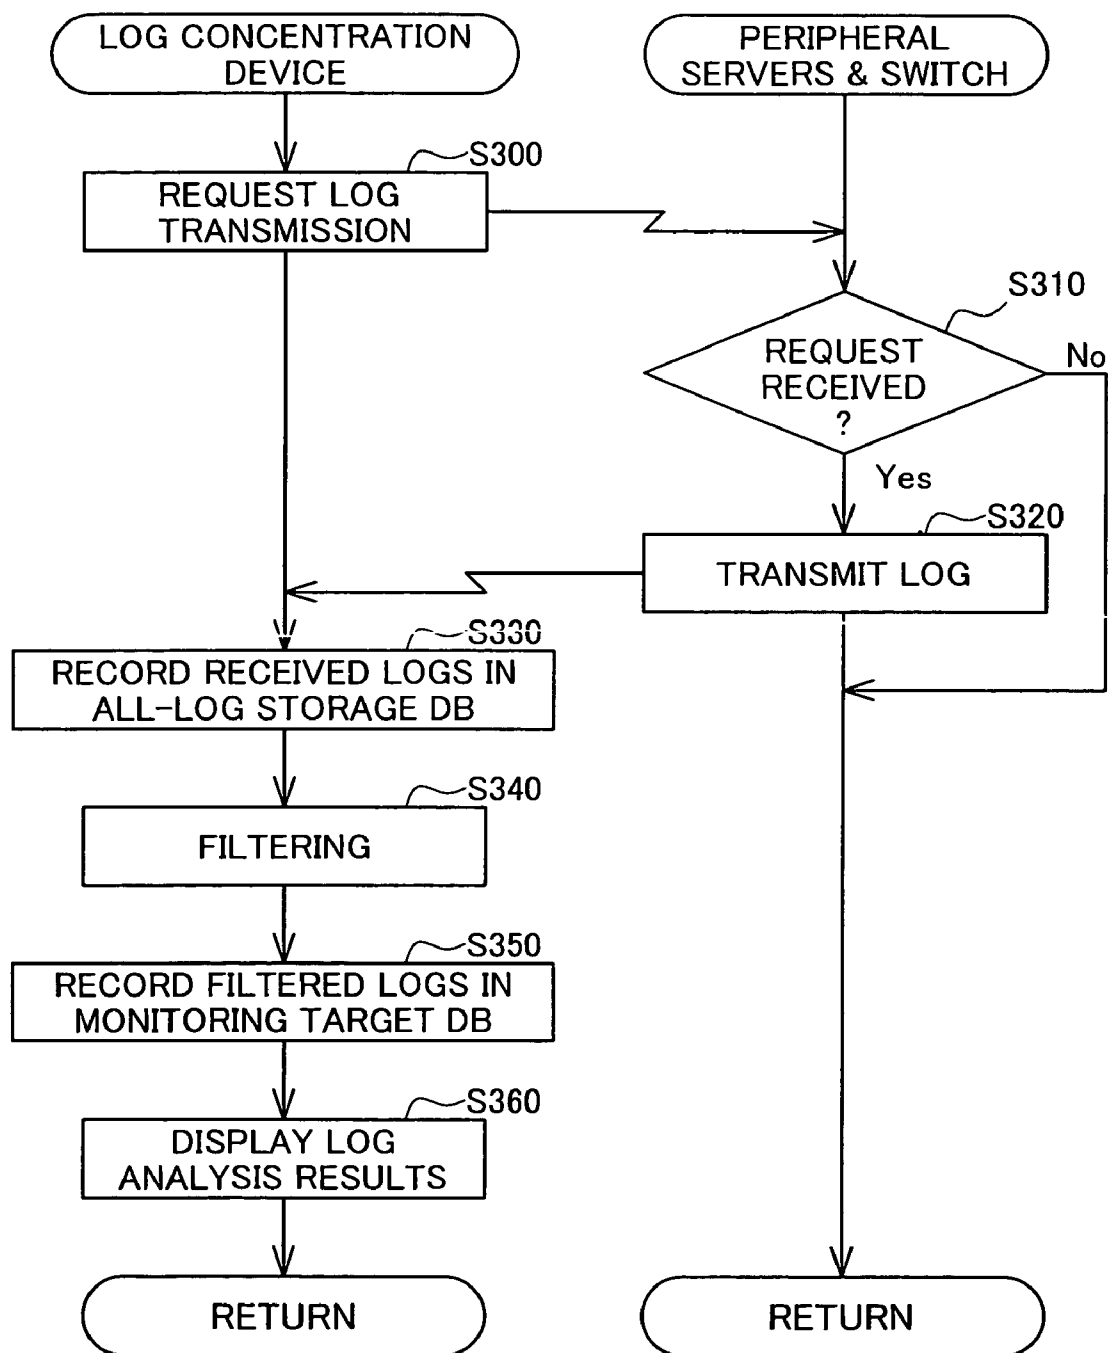 LOG CONCENTRATION
DEVICE
PERIPHERAL
SERVERS & SWITCH
S300
REQUEST LOG
TRANSMISSION
S310
REQUEST
RECEIVED
?
No
Yes
S320
TRANSMIT LOG
S330
RECORD RECEIVED LOGS IN
ALL-LOG STORAGE DB
S340
FILTERING
S350
RECORD FILTERED LOGS IN
MONITORING TARGET DB
S360
DISPLAY LOG
ANALYSIS RESULTS
RETURN
RETURN